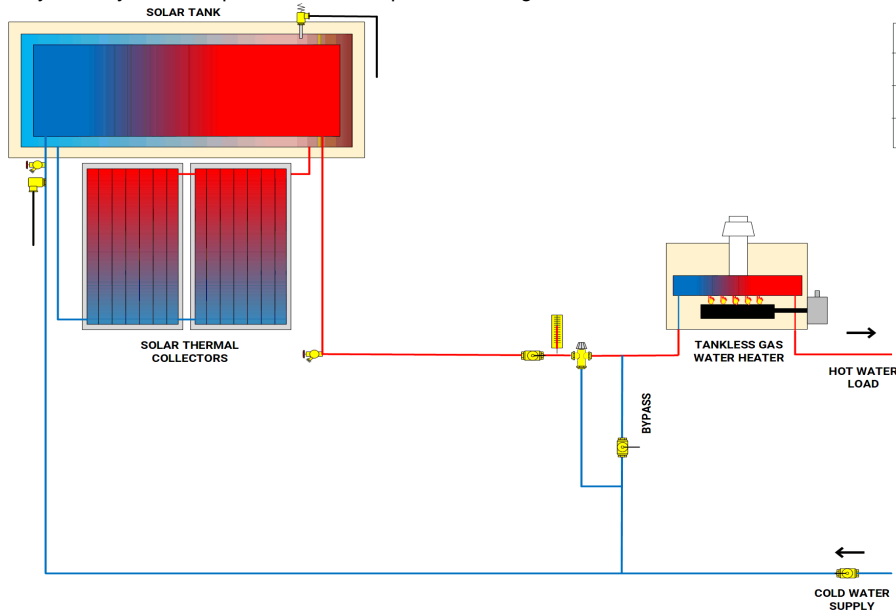 SOLAR TANK
SOLAR THERMAL
COLLECTORS
TANKLESS GAS
WATER HEATER
HOT WATER
LOAD
BYPASS
COLD WATER
SUPPLY